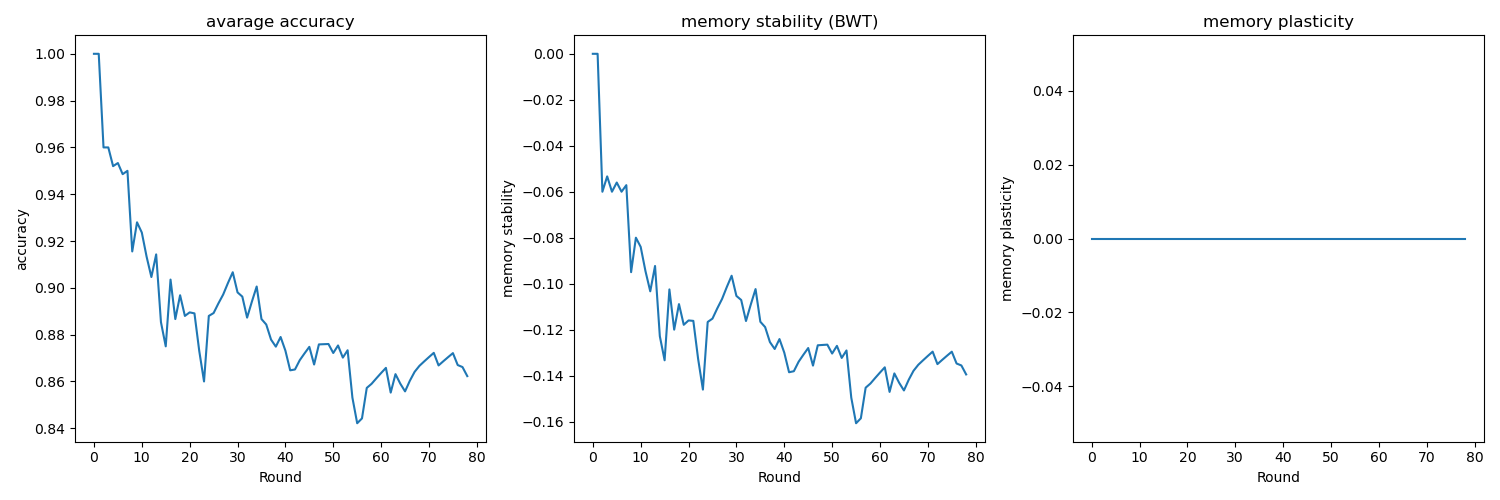 avarage accuracy
accuracy
1.00
0.98
0.96
0.94
0.92
0.90
0.88
0.86
0.84
0 10 20 30 40 50 60 70 80
Round
memory stability (BWT)
memory stability
0.00
−0.02
−0.04
−0.06
−0.08
−0.10
−0.12
−0.14
−0.16
0 10 20 30 40 50 60 70 80
Round
memory plasticity
memory plasticity
0.04
0.02
0.00
−0.02
−0.04
0 10 20 30 40 50 60 70 80
Round